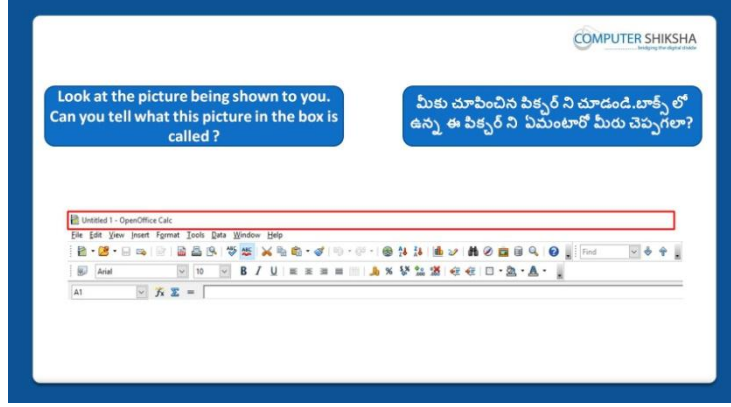 COMPUTER SHIKSHA
bridging the digital divide
Look at the picture being shown to you.
Can you tell what this picture in the box is
called ?
మీకు చూపించిన పిక్చర్ ని చూడండి.బాక్స్ లో
ఉన్న ఈ పిక్చర్ ని ఏమంటారో మీరు చెప్పగలా?
Untitled 1 - OpenOffice Calc
File Edit View Insert Format Tools Data Window Help
Find
Arial 10 B I U
A1